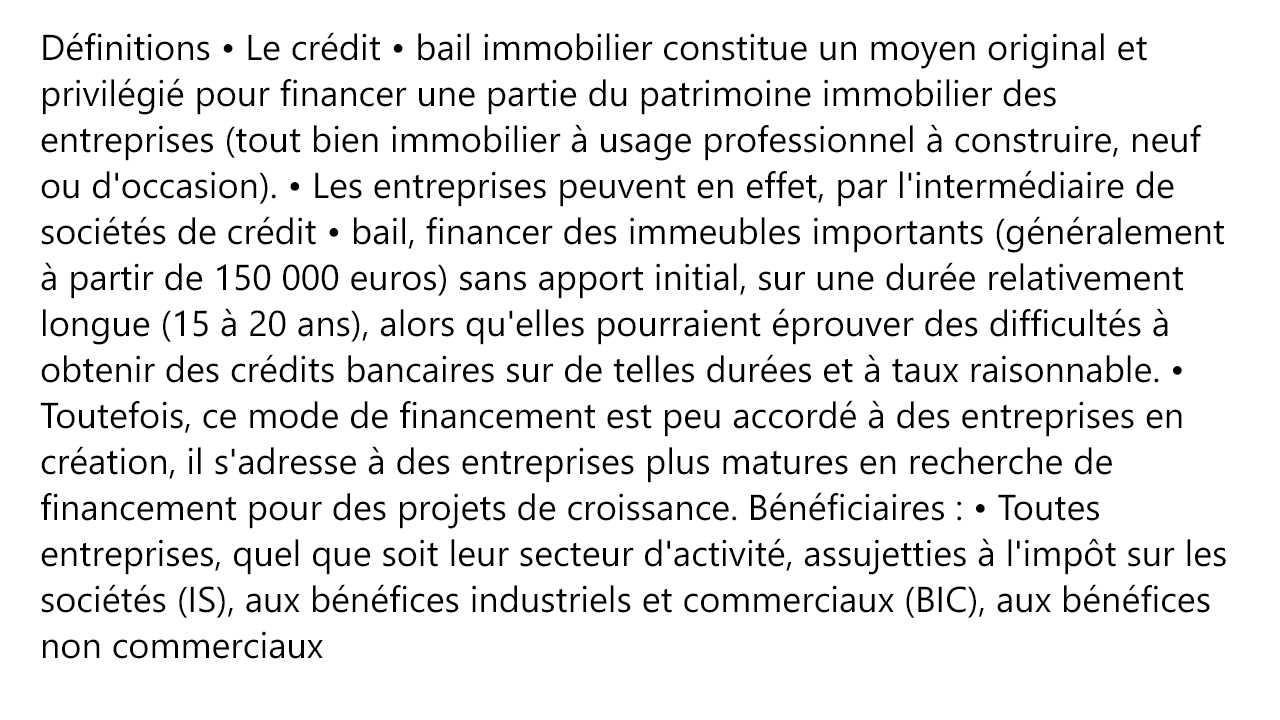 Définitions • Le crédit • bail immobilier constitue un moyen original et
privilégié pour financer une partie du patrimoine immobilier des
entreprises (tout bien immobilier à usage professionnel à construire, neuf
ou d'occasion). • Les entreprises peuvent en effet, par l'intermédiaire de
sociétés de crédit • bail, financer des immeubles importants (généralement
à partir de 150 000 euros) sans apport initial, sur une durée relativement
longue (15 à 20 ans), alors qu'elles pourraient éprouver des difficultés à
obtenir des crédits bancaires sur de telles durées et à taux raisonnable. •
Toutefois, ce mode de financement est peu accordé à des entreprises en
création, il s'adresse à des entreprises plus matures en recherche de
financement pour des projets de croissance. Bénéficiaires : • Toutes
entreprises, quel que soit leur secteur d'activité, assujetties à l'impôt sur les
sociétés (IS), aux bénéfices industriels et commerciaux (BIC), aux bénéfices
non commerciaux